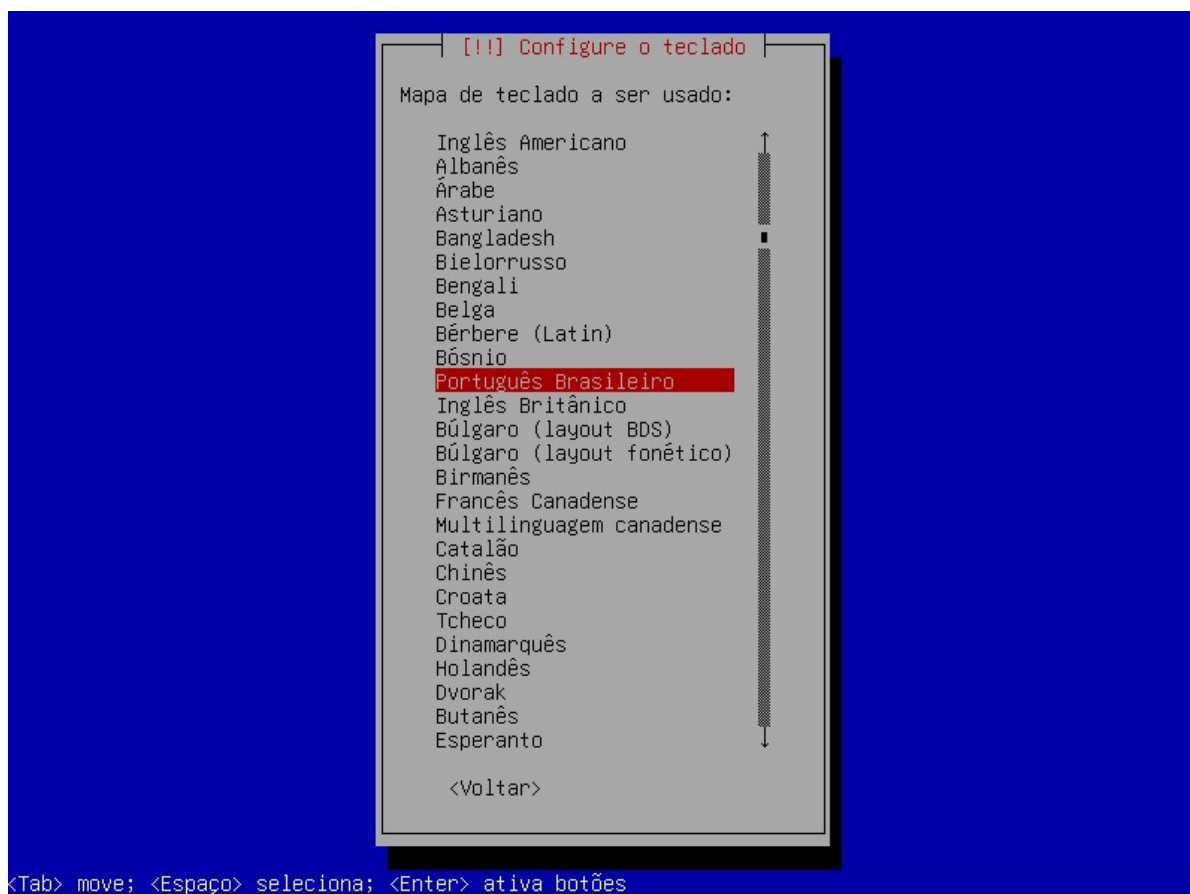 [!!] Configure o teclado
Mapa de teclado a ser usado:
Inglês Americano
Albanês
Árabe
Asturiano
Bangladesh
Bielorrusso
Bengali
Belga
Bérbere (Latin)
Bósnio
Português Brasileiro
Inglês Britânico
Búlgaro (layout BDS)
Búlgaro (layout fonético)
Birmanês
Francês Canadense
Multilinguagem canadense
Catalão
Chinês
Croata
Tcheco
Dinamarquês
Holandês
Dvorak
Butanês
Esperanto
<Voltar>
<Tab> move; <Espaço> seleciona; <Enter> ativa botões